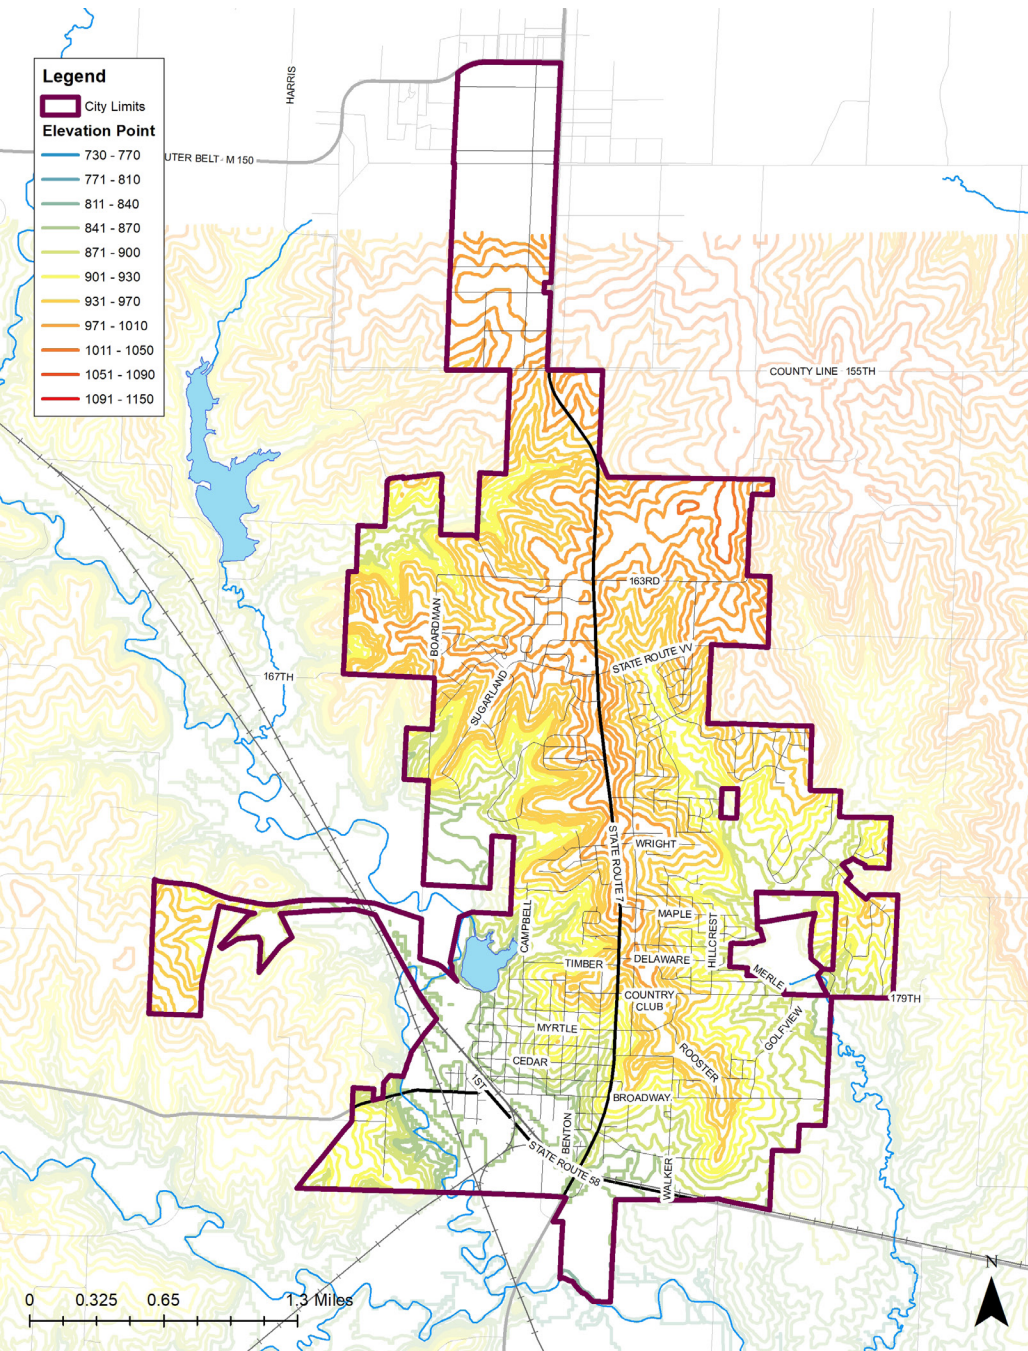 HARRIS
Legend
City Limits
Elevation Point
730 - 770
771 - 810
811 - 840
841 - 870
871 - 900
901 - 930
931 - 970
971 - 1010
1011 - 1050
1051 - 1090
1091 - 1150
UTER BELT - M 150
COUNTY LINE 155TH
163RD
BOARDMAN
STATE ROUTE VV
167TH
SUGARLAND
STATE ROUTE 7
WRIGHT
MAPLE
CAMPBELL
HILLCREST
TIMBER
DELAWARE
MERLE
COUNTRY
CLUB
179TH
GOLFVIEW
MYRTLE
CEDAR
ROOSTER
1ST
BROADWAY
BENTON
STATE ROUTE 58
WALKER
N
0 0.325 0.65 1.3 Miles